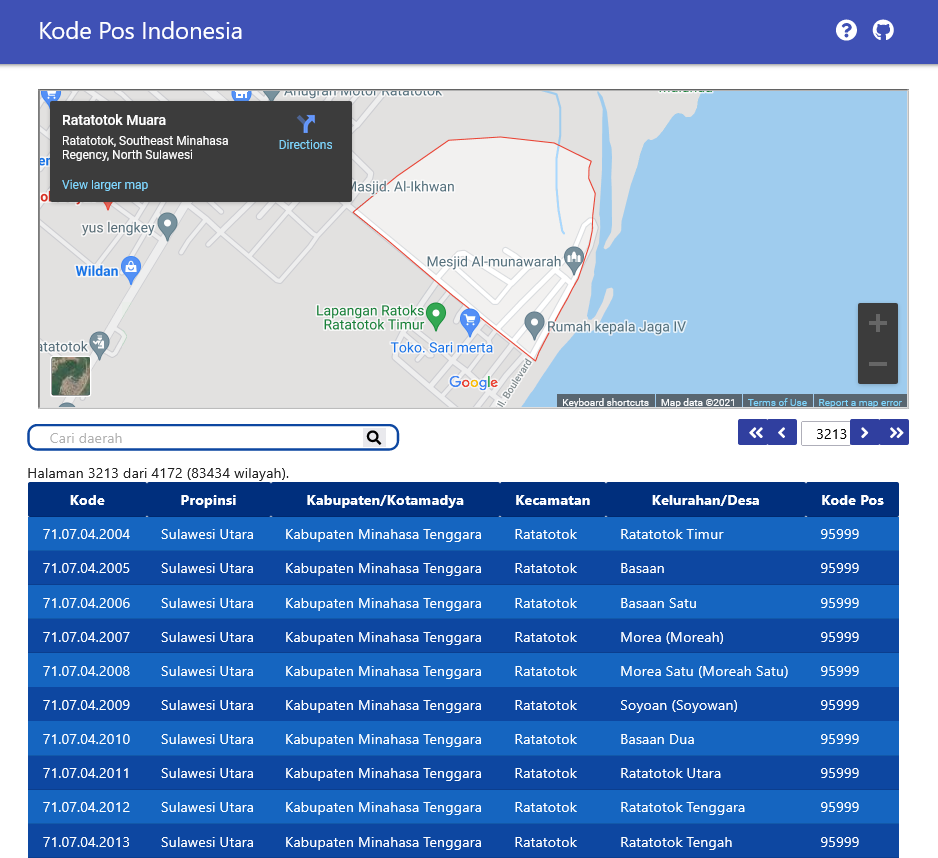 Kode Pos Indonesia
Anugrah Motor Ratatotok
Ratatotok Muara
Ratatotok, Southeast Minahasa
Regency, North Sulawesi
Directions
View larger map
Masjid. Al-Ikhwan
yus lengkey
Wildan
Mesjid Al-munawarah
Lapangan Ratoks
Ratatotok Timur
Toko. Sari merta
Rumah kepala Jaga IV
Google
Jl. Boulevard
Keyboard shortcuts
Map data ©2021
Terms of Use
Report a map error
Cari daerah
3213
Halaman 3213 dari 4172 (83434 wilayah).
Kode Propinsi Kabupaten/Kotamadya Kecamatan Kelurahan/Desa Kode Pos
71.07.04.2004 Sulawesi Utara Kabupaten Minahasa Tenggara Ratatotok Ratatotok Timur 95999
71.07.04.2005 Sulawesi Utara Kabupaten Minahasa Tenggara Ratatotok Basaan 95999
71.07.04.2006 Sulawesi Utara Kabupaten Minahasa Tenggara Ratatotok Basaan Satu 95999
71.07.04.2007 Sulawesi Utara Kabupaten Minahasa Tenggara Ratatotok Morea (Moreah) 95999
71.07.04.2008 Sulawesi Utara Kabupaten Minahasa Tenggara Ratatotok Morea Satu (Moreah Satu) 95999
71.07.04.2009 Sulawesi Utara Kabupaten Minahasa Tenggara Ratatotok Soyoan (Soyowan) 95999
71.07.04.2010 Sulawesi Utara Kabupaten Minahasa Tenggara Ratatotok Basaan Dua 95999
71.07.04.2011 Sulawesi Utara Kabupaten Minahasa Tenggara Ratatotok Ratatotok Utara 95999
71.07.04.2012 Sulawesi Utara Kabupaten Minahasa Tenggara Ratatotok Ratatotok Tenggara 95999
71.07.04.2013 Sulawesi Utara Kabupaten Minahasa Tenggara Ratatotok Ratatotok Tengah 95999